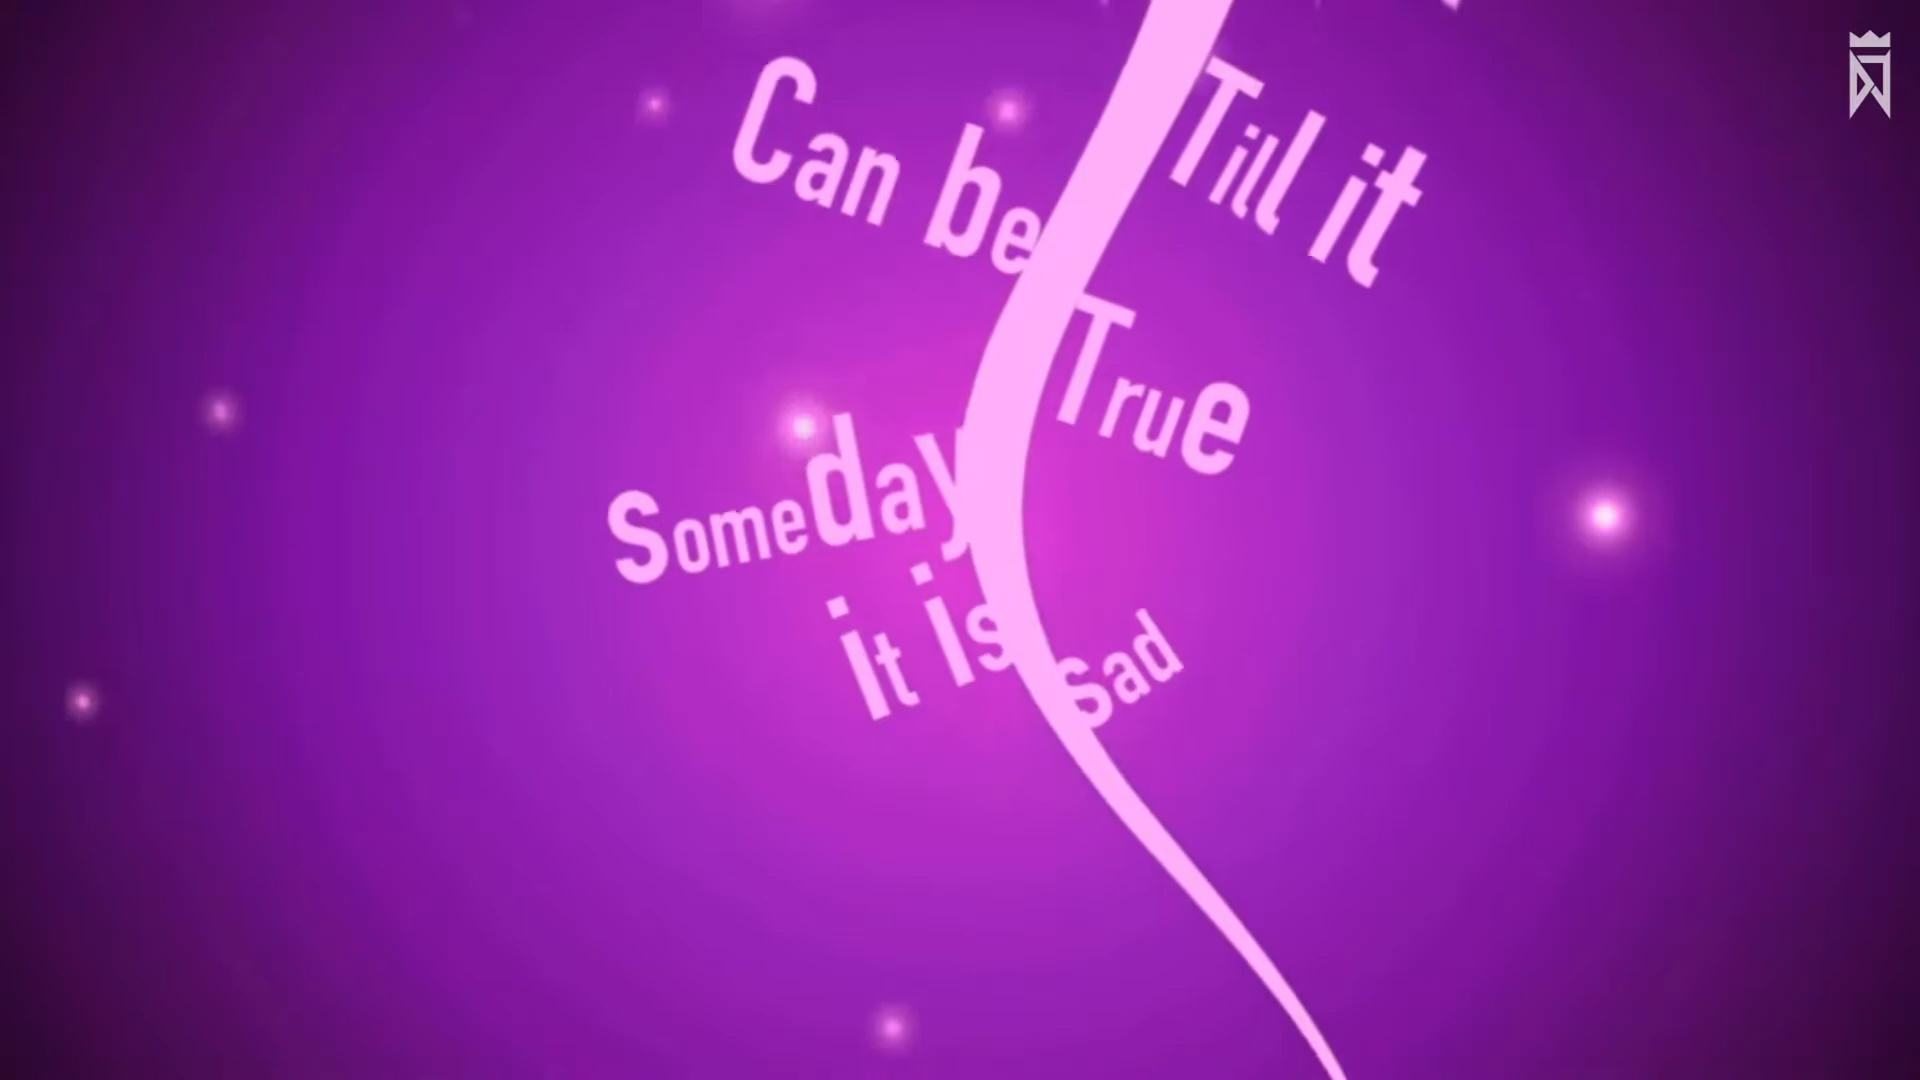 Can be
Till it
True
Someday
it is
Sad